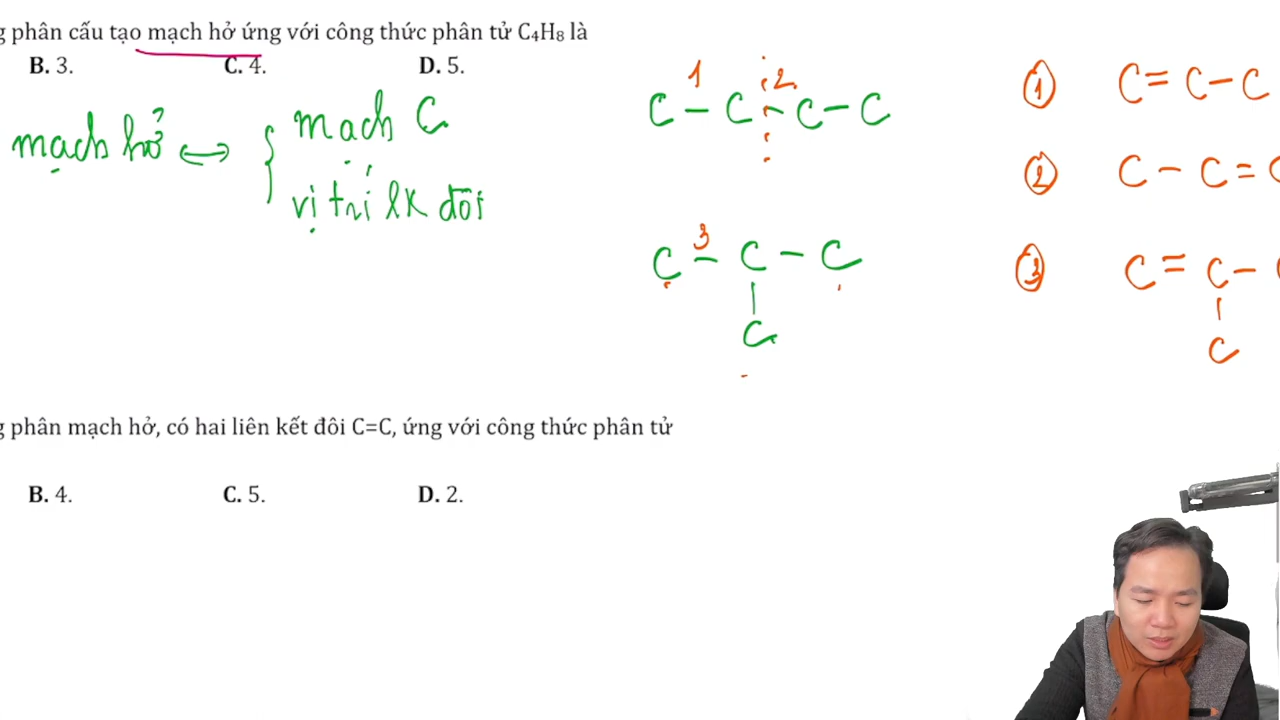 g phân cấu tạo mạch hở ứng với công thức phân tử C₄H₈ là
B. 3. C. 4. D. 5.
mạch hở ⟺ { mạch C
vị trí lk đôi
1 2
C – C – C – C
3
C – C – C
|
C
① C = C – C
② C – C = C
③ C = C –
|
C
g phân mạch hở, có hai liên kết đôi C=C, ứng với công thức phân tử
B. 4. C. 5. D. 2.